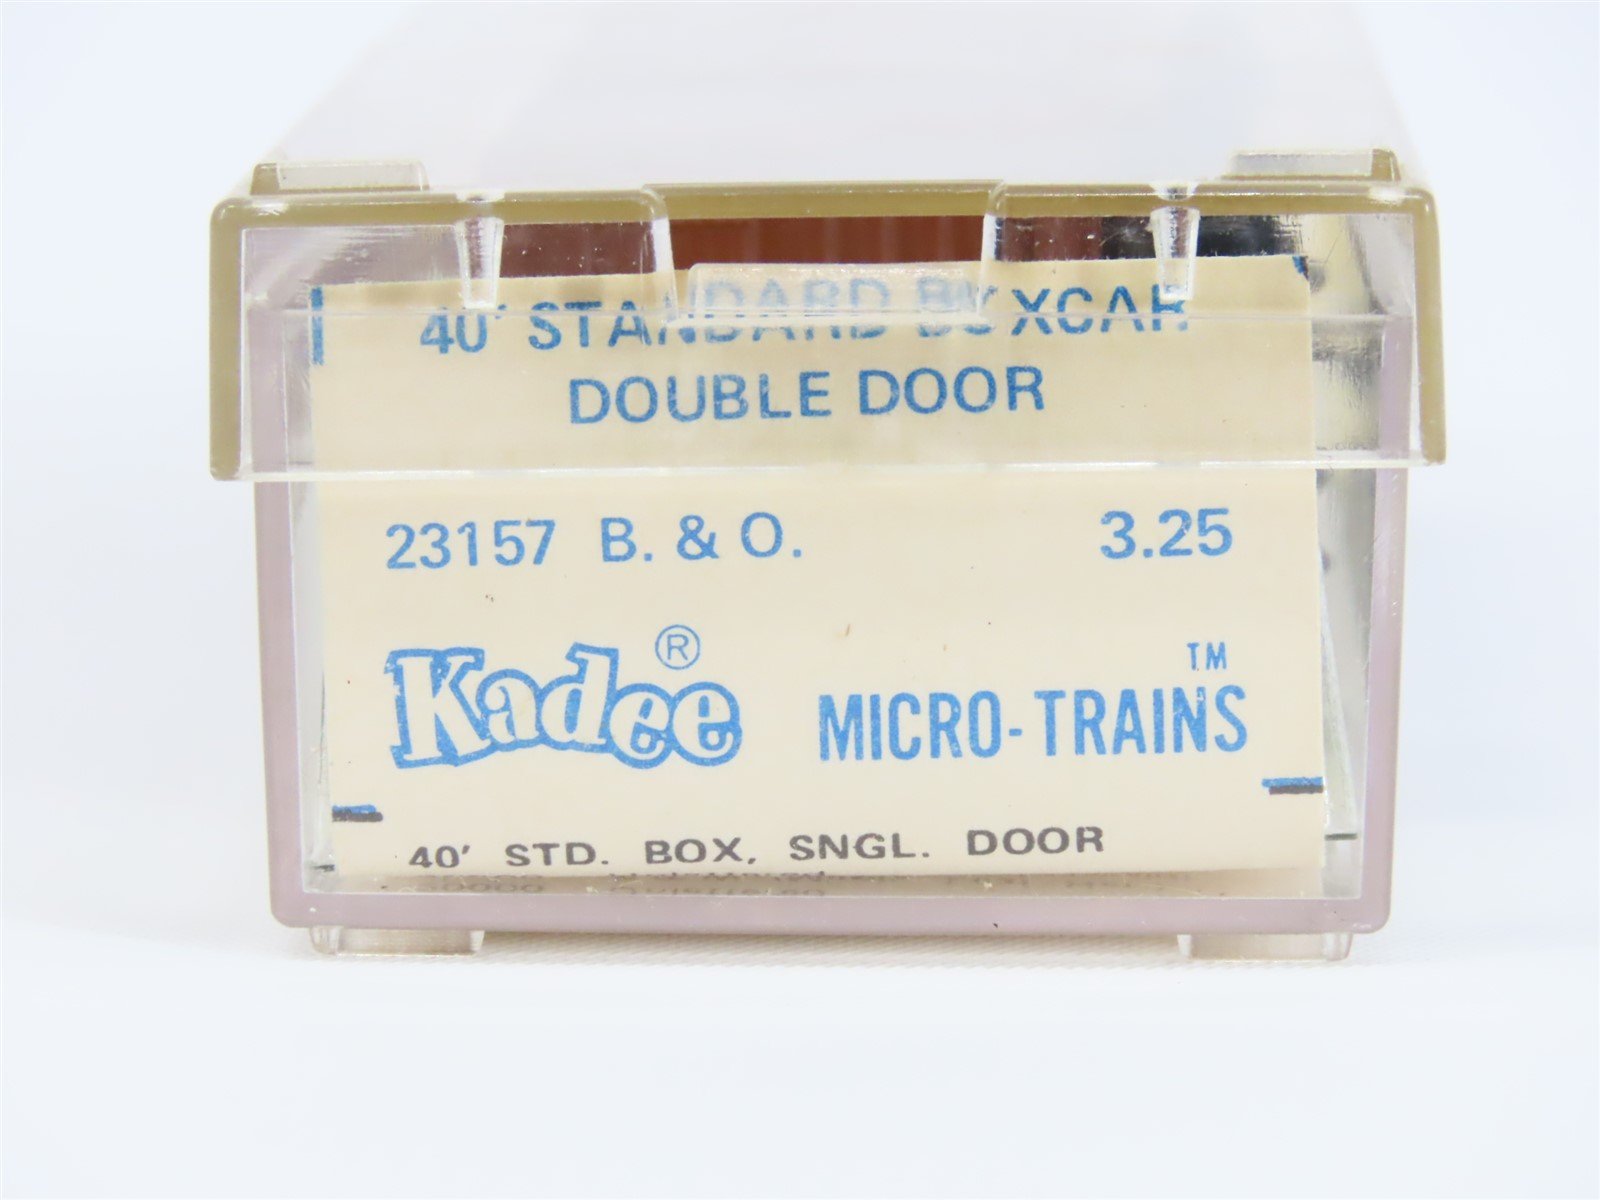 40' STANDARD BOXCAR
DOUBLE DOOR
23157 B. & O. 3.25
Kadee® MICRO-TRAINS™
40' STD. BOX, SNGL. DOOR